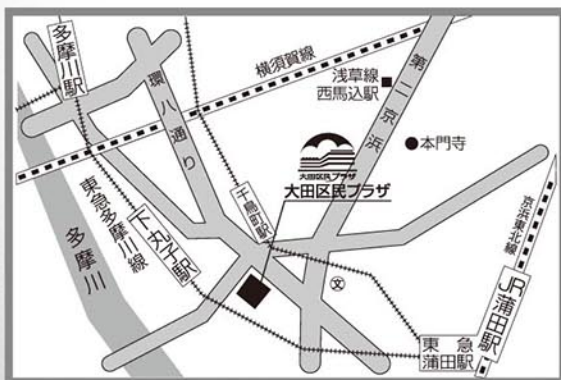 多摩川駅
環八通り
横須賀線
浅草線
西馬込駅
第二京浜
本門寺
大田区民プラザ
大田区民プラザ
千鳥町駅
東急多摩川線
下丸子駅
多摩川
京浜東北線
JR蒲田駅
文
東急
蒲田駅